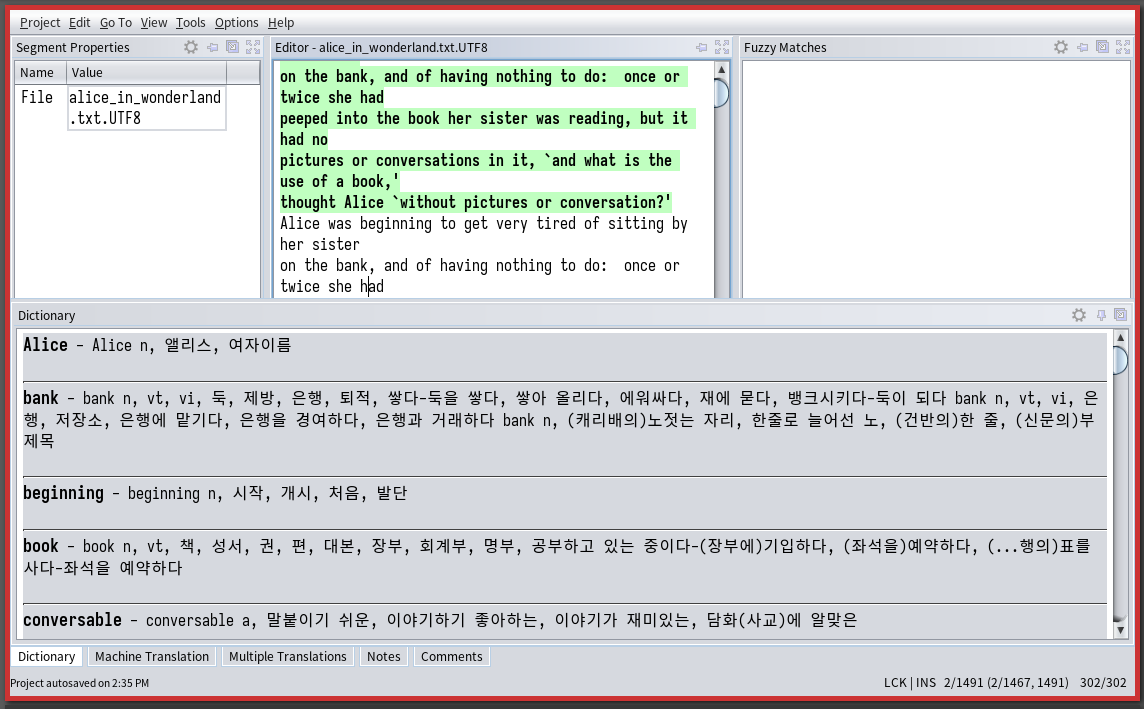 Project Edit Go To View Tools Options Help
Segment Properties
Name Value
File alice_in_wonderland
.txt.UTF8
Editor - alice_in_wonderland.txt.UTF8
on the bank, and of having nothing to do:  once or
twice she had
peeped into the book her sister was reading, but it
had no
pictures or conversations in it, `and what is the
use of a book,'
thought Alice `without pictures or conversation?'
Alice was beginning to get very tired of sitting by
her sister
on the bank, and of having nothing to do:  once or
twice she had
Fuzzy Matches
Dictionary
Alice – Alice n, 앨리스, 여자이름
bank – bank n, vt, vi, 둑, 제방, 은행, 퇴적, 쌓다-둑을 쌓다, 쌓아 올리다, 에워싸다, 재에 묻다, 뱅크시키다-둑이 되다 bank n, vt, vi, 은
행, 저장소, 은행에 맡기다, 은행을 경여하다, 은행과 거래하다 bank n, (캐리배의)노젓는 자리, 한줄로 늘어선 노, (건반의)한 줄, (신문의)부
제목
beginning – beginning n, 시작, 개시, 처음, 발단
book – book n, vt, 책, 성서, 권, 편, 대본, 장부, 회계부, 명부, 공부하고 있는 중이다-(장부에)기입하다, (좌석을)예약하다, (...행의)표를
사다-좌석을 예약하다
conversable – conversable a, 말붙이기 쉬운, 이야기하기 좋아하는, 이야기가 재미있는, 담화(사교)에 알맞은
Dictionary Machine Translation Multiple Translations Notes Comments
Project autosaved on 2:35 PM
LCK | INS 2/1491 (2/1467, 1491) 302/302